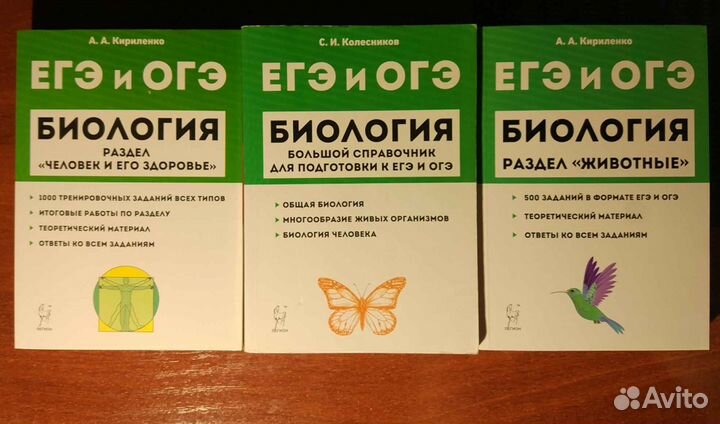 А. А. Кириленко
ЕГЭ и ОГЭ
БИОЛОГИЯ
РАЗДЕЛ
«ЧЕЛОВЕК И ЕГО ЗДОРОВЬЕ»
1000 ТРЕНИРОВОЧНЫХ ЗАДАНИЙ ВСЕХ ТИПОВ
ИТОГОВЫЕ РАБОТЫ ПО РАЗДЕЛУ
ТЕОРЕТИЧЕСКИЙ МАТЕРИАЛ
ОТВЕТЫ КО ВСЕМ ЗАДАНИЯМ
ЛЕГИОН
С. И. Колесников
ЕГЭ и ОГЭ
БИОЛОГИЯ
БОЛЬШОЙ СПРАВОЧНИК
ДЛЯ ПОДГОТОВКИ К ЕГЭ И ОГЭ
ОБЩАЯ БИОЛОГИЯ
МНОГООБРАЗИЕ ЖИВЫХ ОРГАНИЗМОВ
БИОЛОГИЯ ЧЕЛОВЕКА
ЛЕГИОН
А. А. Кириленко
ЕГЭ и ОГЭ
БИОЛОГИЯ
РАЗДЕЛ «ЖИВОТНЫЕ»
500 ЗАДАНИЙ В ФОРМАТЕ ЕГЭ И ОГЭ
ТЕОРЕТИЧЕСКИЙ МАТЕРИАЛ
ОТВЕТЫ КО ВСЕМ ЗАДАНИЯМ
ЛЕГИОН
Avito